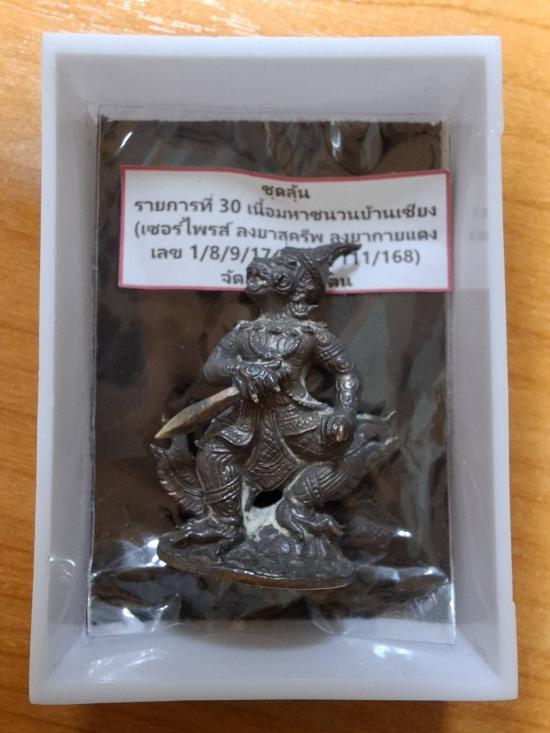 ชุดลุ้น
รายการที่ 30 เนื้อมหาชนวนบ้านเชียง
(เซอร์ไพรส์ ลงยาสุครีพ ลงยากายแดง
เลข 1/8/9/17/ 111/168)
จัด